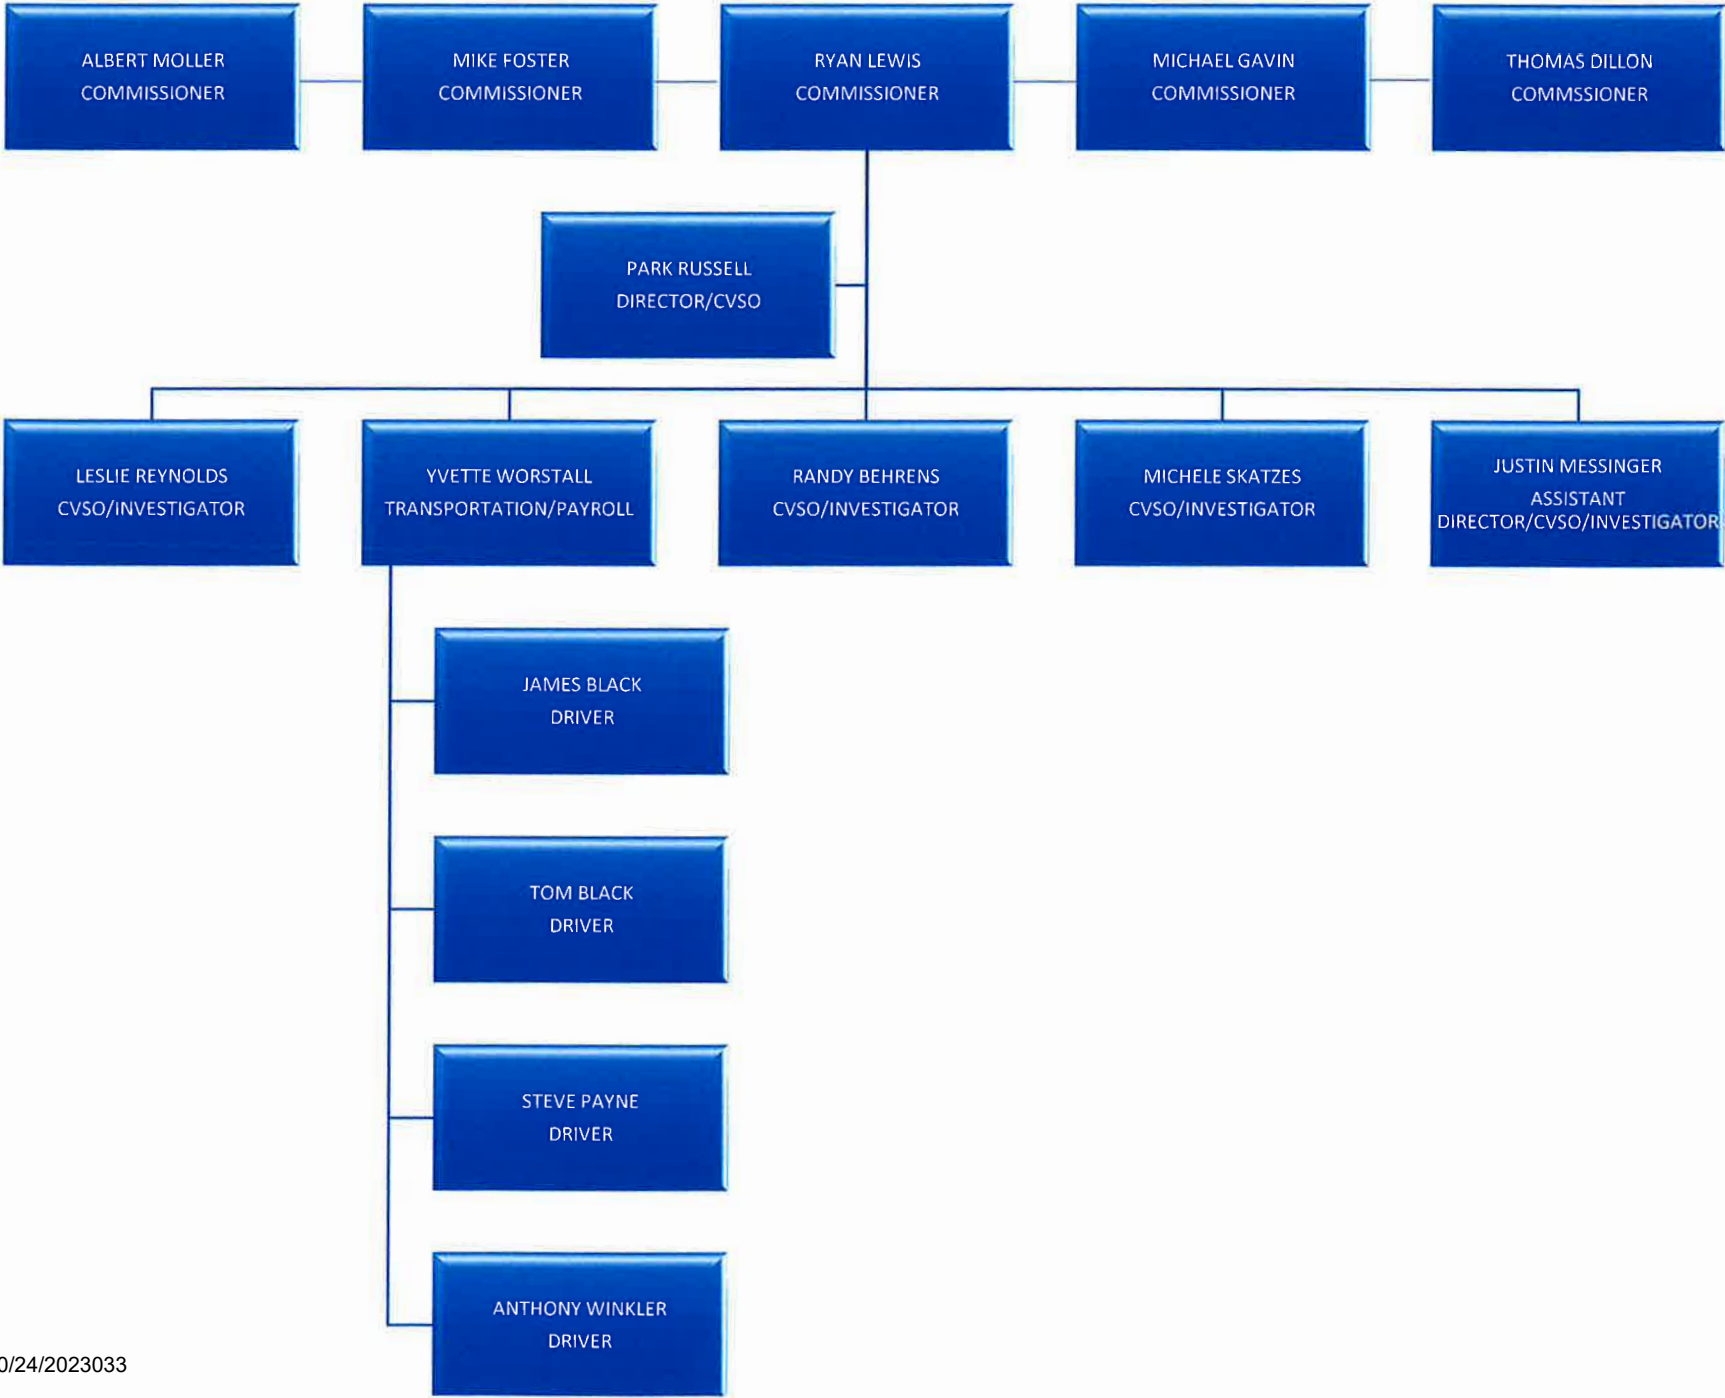 ALBERT MOLLER
COMMISSIONER
MIKE FOSTER
COMMISSIONER
RYAN LEWIS
COMMISSIONER
MICHAEL GAVIN
COMMISSIONER
THOMAS DILLON
COMMSSIONER
PARK RUSSELL
DIRECTOR/CVSO
LESLIE REYNOLDS
CVSO/INVESTIGATOR
YVETTE WORSTALL
TRANSPORTATION/PAYROLL
RANDY BEHRENS
CVSO/INVESTIGATOR
MICHELE SKATZES
CVSO/INVESTIGATOR
JUSTIN MESSINGER
ASSISTANT
DIRECTOR/CVSO/INVESTIGATOR
JAMES BLACK
DRIVER
TOM BLACK
DRIVER
STEVE PAYNE
DRIVER
ANTHONY WINKLER
DRIVER
0/24/2023033